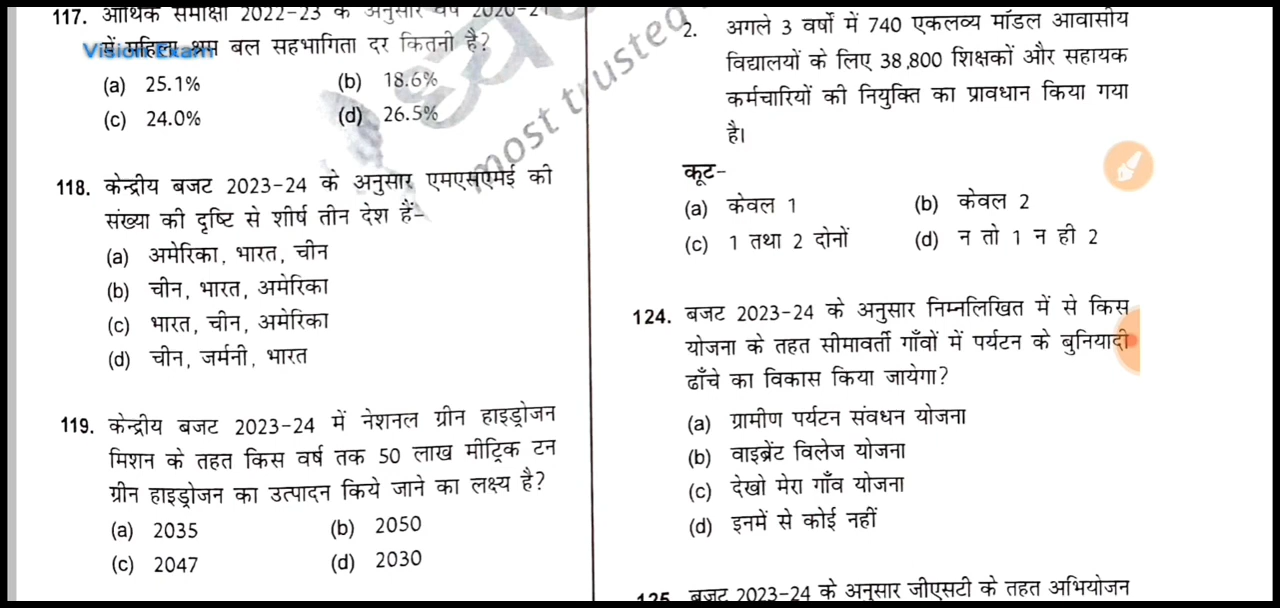 117. आर्थिक समीक्षा 2022-23 के अनुसार वर्ष 2020-21
में महिला श्रम बल सहभागिता दर कितनी है?
Vision Exam
(a) 25.1%
(b) 18.6%
(c) 24.0%
(d) 26.5%
118. केन्द्रीय बजट 2023-24 के अनुसार एमएसएमई की
संख्या की दृष्टि से शीर्ष तीन देश हैं-
(a) अमेरिका, भारत, चीन
(b) चीन, भारत, अमेरिका
(c) भारत, चीन, अमेरिका
(d) चीन, जर्मनी, भारत
119. केन्द्रीय बजट 2023-24 में नेशनल ग्रीन हाइड्रोजन
मिशन के तहत किस वर्ष तक 50 लाख मीट्रिक टन
ग्रीन हाइड्रोजन का उत्पादन किये जाने का लक्ष्य है?
(a) 2035
(b) 2050
(c) 2047
(d) 2030
most trusted
2. अगले 3 वर्षों में 740 एकलव्य मॉडल आवासीय
विद्यालयों के लिए 38,800 शिक्षकों और सहायक
कर्मचारियों की नियुक्ति का प्रावधान किया गया
है।
कूट-
(a) केवल 1
(b) केवल 2
(c) 1 तथा 2 दोनों
(d) न तो 1 न ही 2
124. बजट 2023-24 के अनुसार निम्नलिखित में से किस
योजना के तहत सीमावर्ती गाँवों में पर्यटन के बुनियादी
ढाँचे का विकास किया जायेगा?
(a) ग्रामीण पर्यटन संवधन योजना
(b) वाइब्रेंट विलेज योजना
(c) देखो मेरा गाँव योजना
(d) इनमें से कोई नहीं
125. बजट 2023-24 के अनुसार जीएसटी के तहत अभियोजन